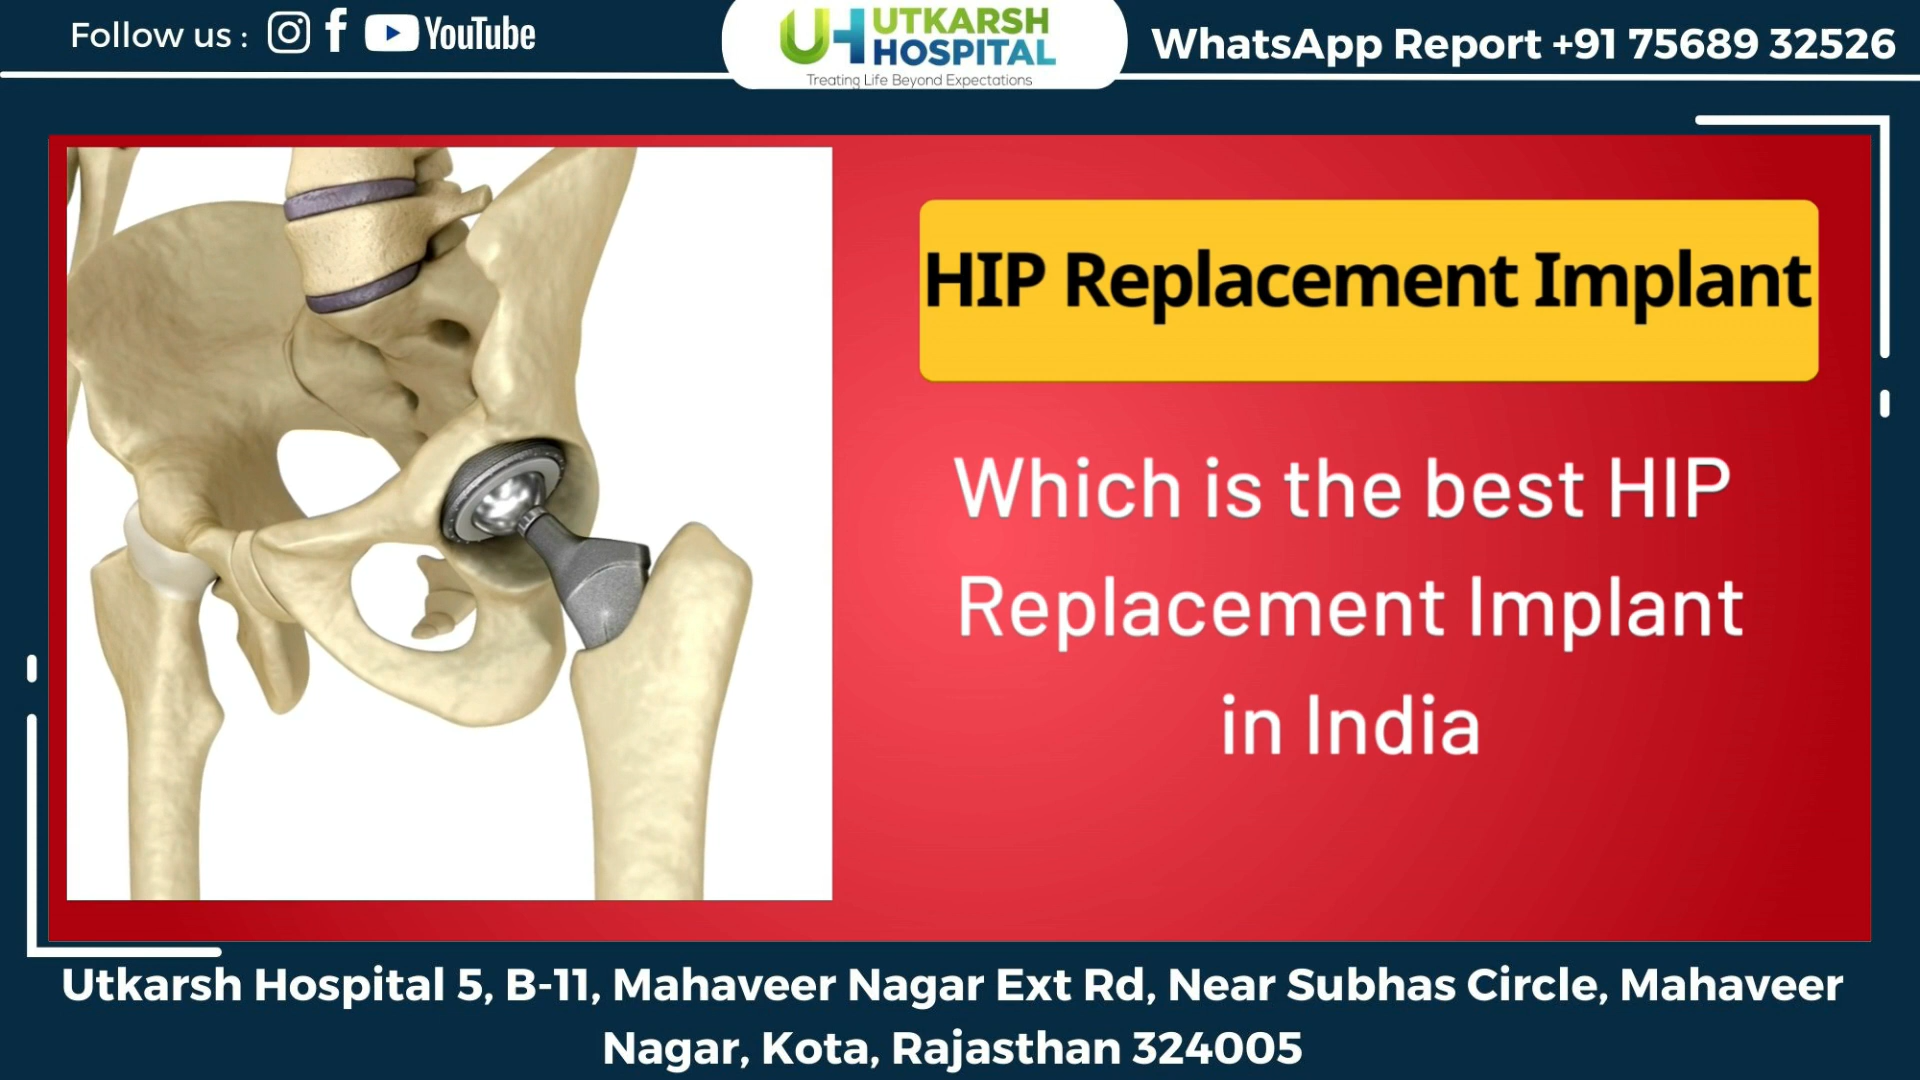 Follow us :
YouTube
UH UTKARSH
HOSPITAL
Treating Life Beyond Expectations
WhatsApp Report +91 75689 32526
HIP Replacement Implant
Which is the best HIP
Replacement Implant
in India
Utkarsh Hospital 5, B-11, Mahaveer Nagar Ext Rd, Near Subhas Circle, Mahaveer
Nagar, Kota, Rajasthan 324005